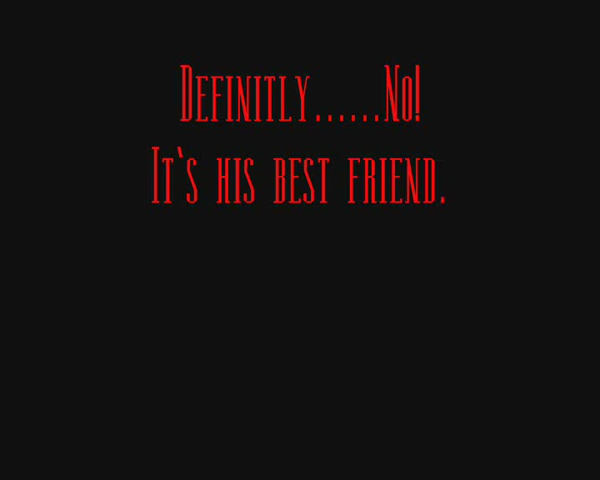 Definitly......No!
It`s his best friend.